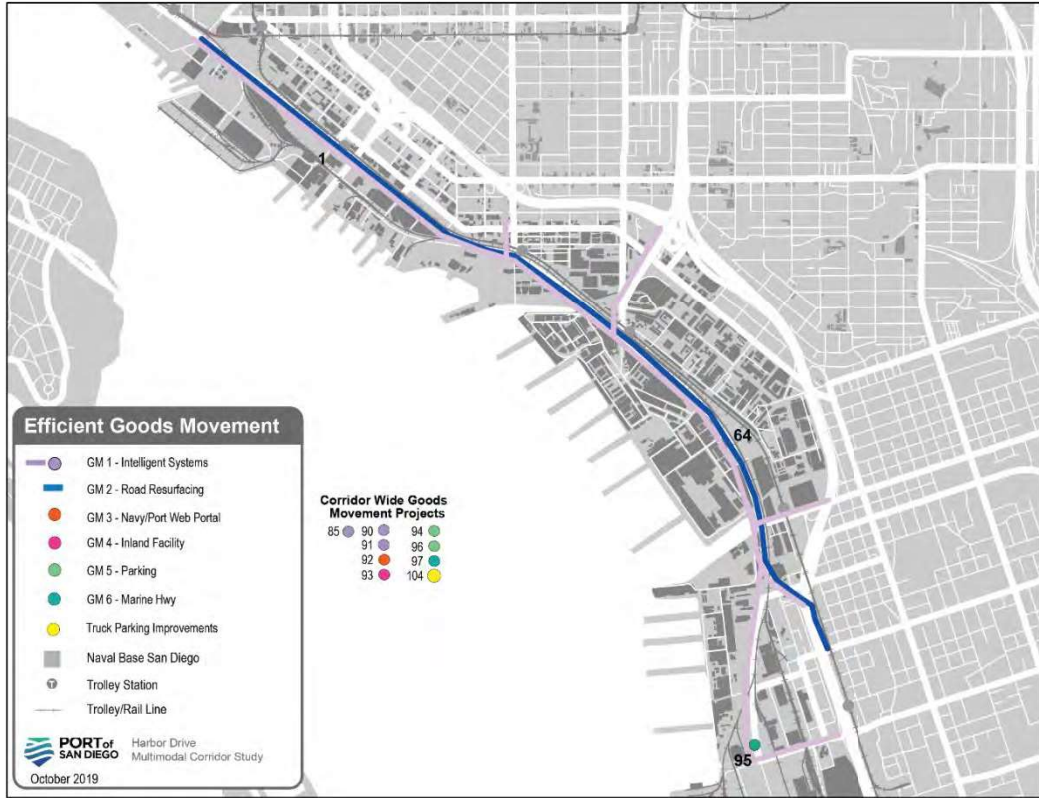 1
64
95
Efficient Goods Movement
GM 1 - Intelligent Systems
GM 2 - Road Resurfacing
GM 3 - Navy/Port Web Portal
GM 4 - Inland Facility
GM 5 - Parking
GM 6 - Marine Hwy
Truck Parking Improvements
Naval Base San Diego
T Trolley Station
Trolley/Rail Line
PORT of
SAN DIEGO
Harbor Drive
Multimodal Corridor Study
October 2019
Corridor Wide Goods
Movement Projects
85 90 94
91 96
92 97
93 104